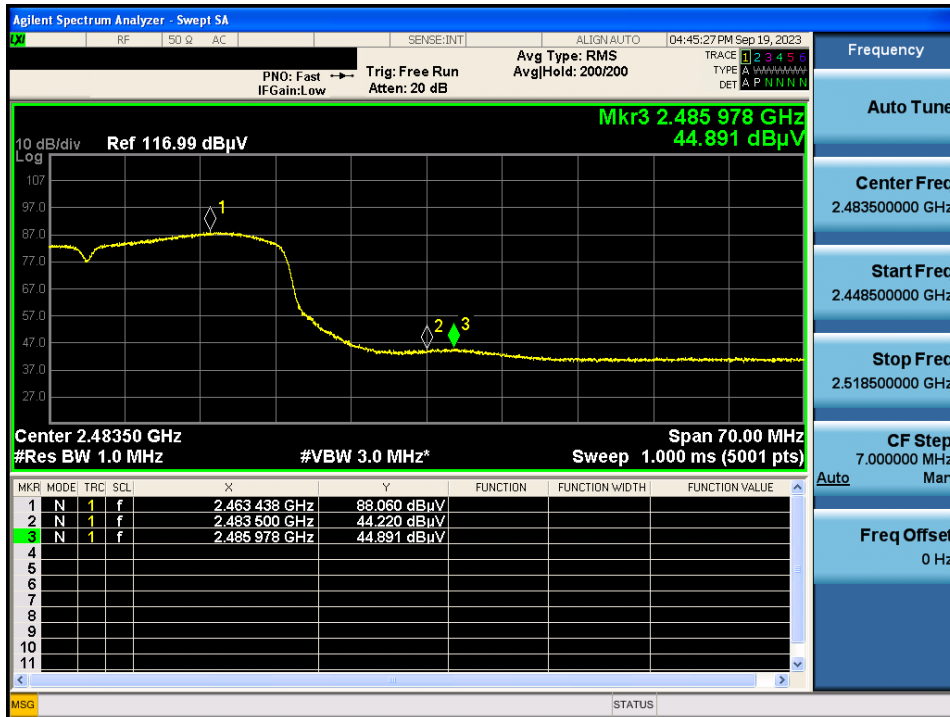 Agilent Spectrum Analyzer - Swept SA
LXI RF 50 Ω AC SENSE:INT ALIGN AUTO 04:45:27 PM Sep 19, 2023
PNO: Fast
IFGain:Low
Trig: Free Run
Atten: 20 dB
Avg Type: RMS
Avg|Hold: 200/200
TRACE 1 2 3 4 5 6
TYPE A
DET A P N N N N
Mkr3 2.485 978 GHz
44.891 dBµV
10 dB/div Ref 116.99 dBµV
Log
107
97.0
87.0
77.0
67.0
57.0
47.0
37.0
27.0
1
2
3
Center 2.48350 GHz Span 70.00 MHz
#Res BW 1.0 MHz #VBW 3.0 MHz* Sweep 1.000 ms (5001 pts)
MKR MODE TRC SCL X Y FUNCTION FUNCTION WIDTH FUNCTION VALUE
1 N 1 f 2.463 438 GHz 88.060 dBµV
2 N 1 f 2.483 500 GHz 44.220 dBµV
3 N 1 f 2.485 978 GHz 44.891 dBµV
4
5
6
7
8
9
10
11
MSG STATUS
Frequency
Auto Tune
Center Freq
2.483500000 GHz
Start Freq
2.448500000 GHz
Stop Freq
2.518500000 GHz
CF Step
7.000000 MHz
Auto Man
Freq Offset
0 Hz